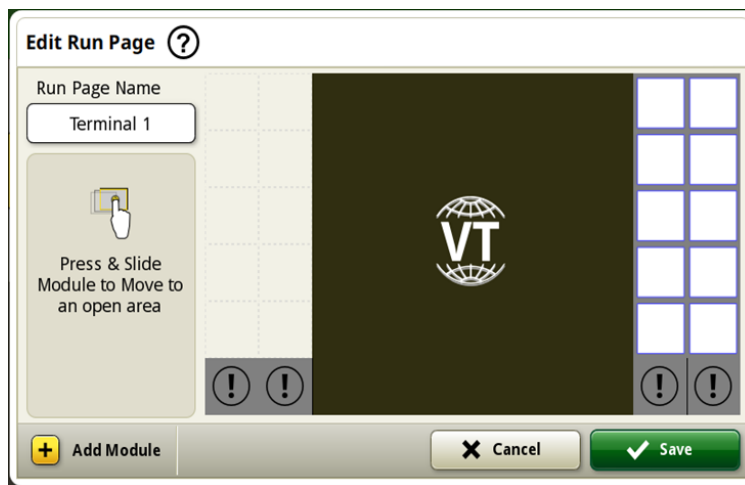 Edit Run Page ?
Run Page Name
Terminal 1
Press & Slide
Module to Move to
an open area
VT
! ! ! !
+ Add Module
Cancel
Save